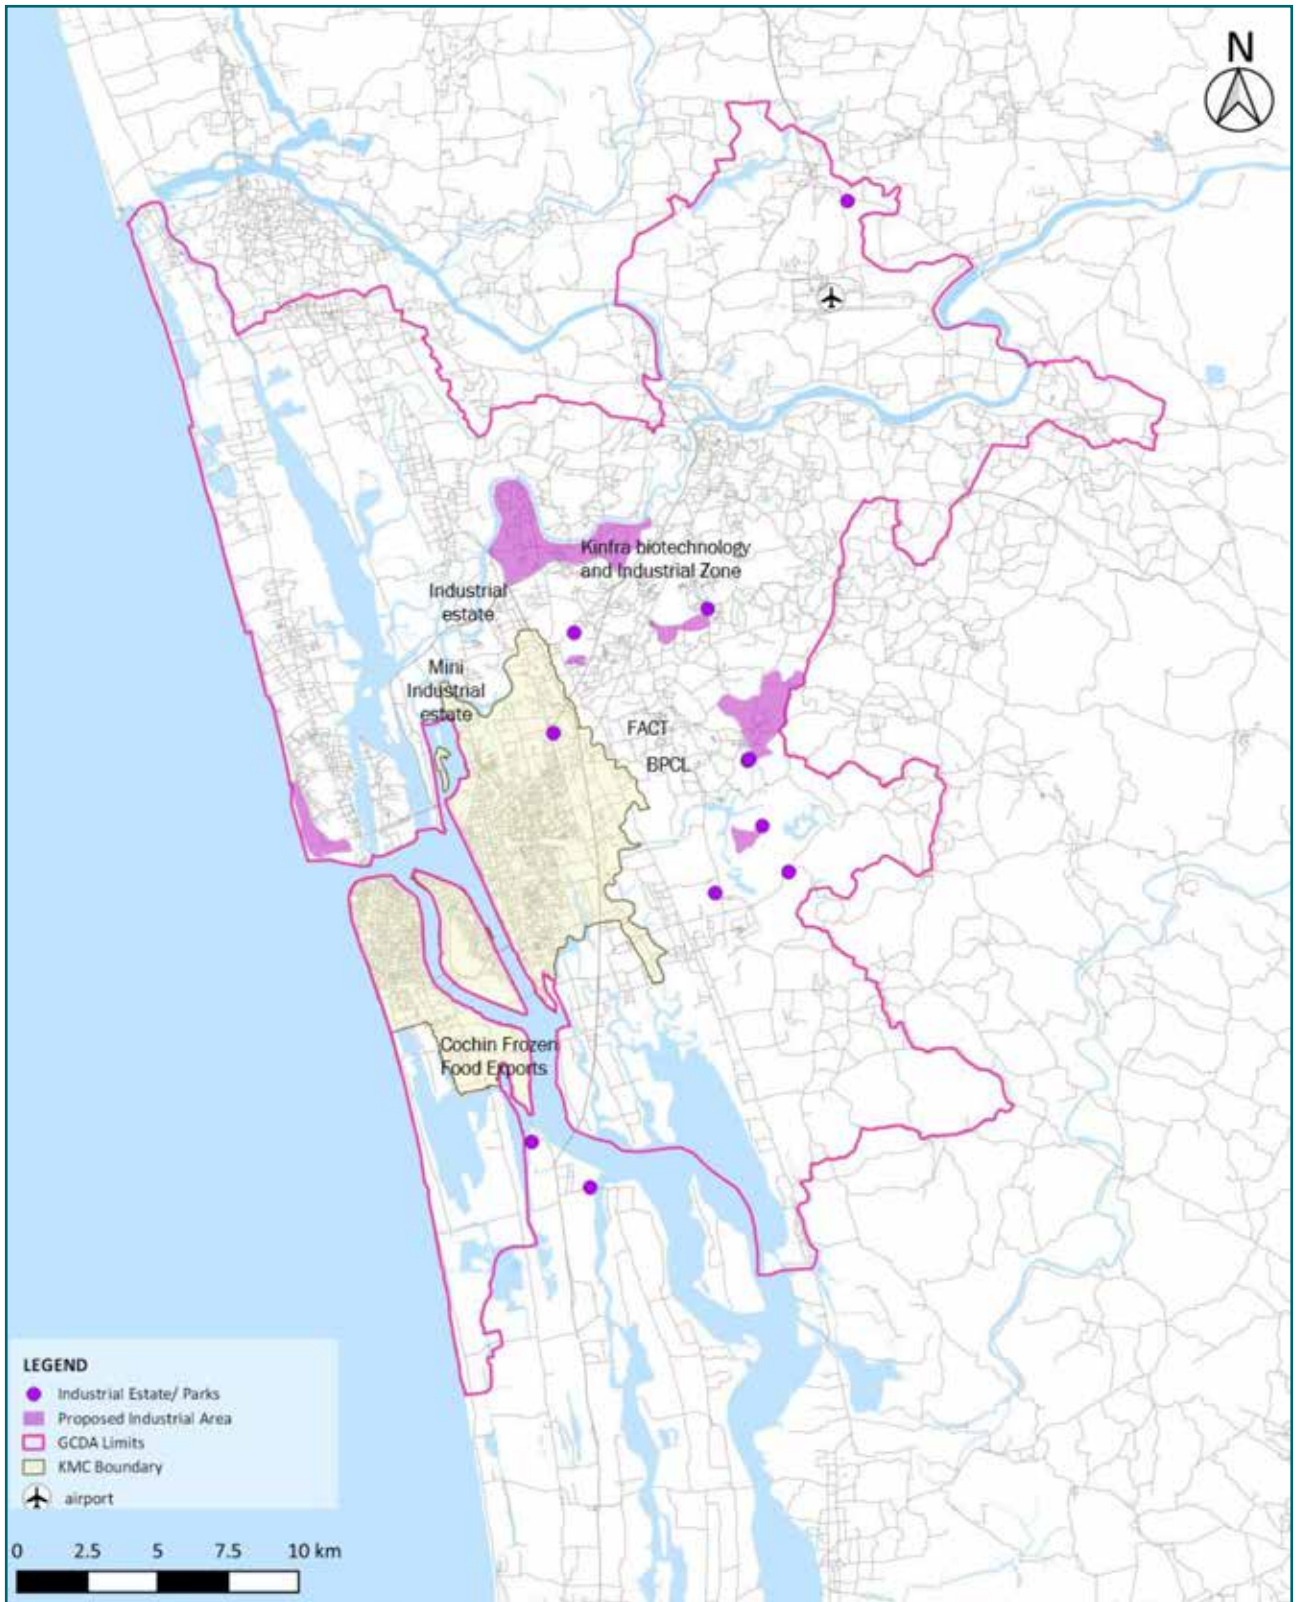 N
Kinfra biotechnology
and Industrial Zone
Industrial
estate
Mini
Industrial
estate
FACT
BPCL
Cochin Frozen
Food Exports
LEGEND
Industrial Estate/ Parks
Proposed Industrial Area
GCDA Limits
KMC Boundary
airport
0 2.5 5 7.5 10 km